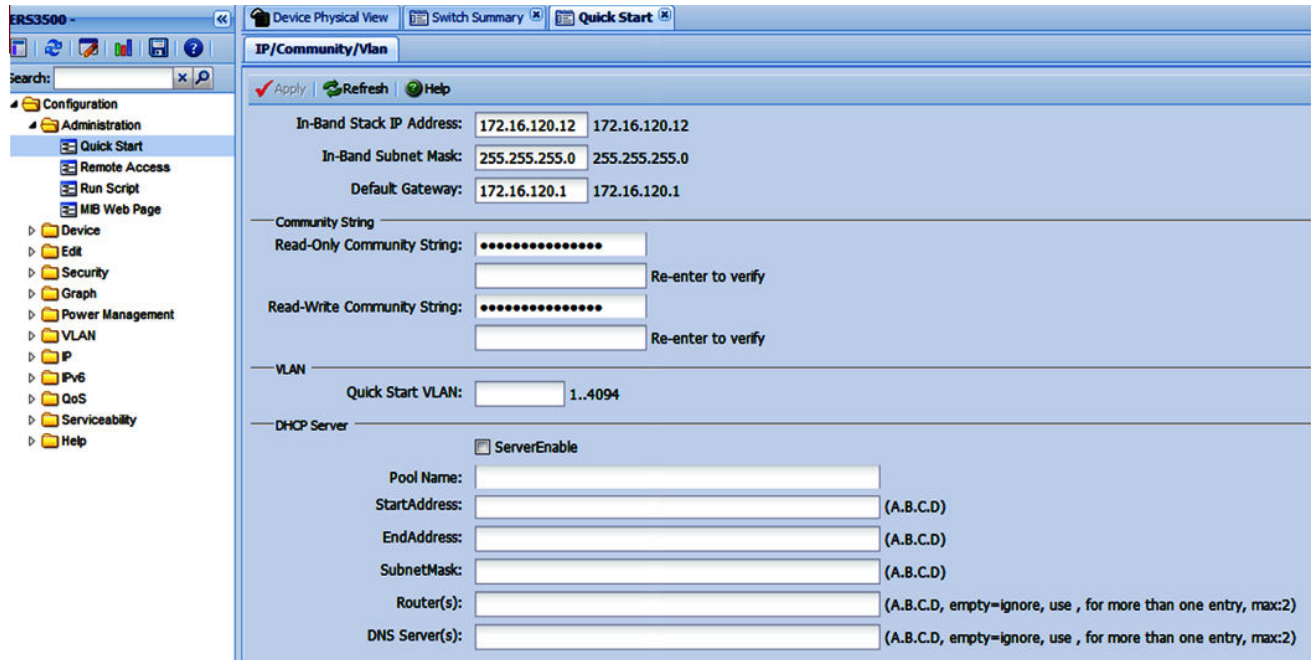 ERS3500 -
Device Physical View
Switch Summary
Quick Start
IP/Community/Vlan
Search:
Configuration
Administration
Quick Start
Remote Access
Run Script
MIB Web Page
Device
Edit
Security
Graph
Power Management
VLAN
IP
IPv6
QoS
Serviceability
Help
Apply
Refresh
Help
In-Band Stack IP Address: 172.16.120.12 172.16.120.12
In-Band Subnet Mask: 255.255.255.0 255.255.255.0
Default Gateway: 172.16.120.1 172.16.120.1
Community String
Read-Only Community String: •••••••••••••••
Re-enter to verify
Read-Write Community String: •••••••••••••••
Re-enter to verify
VLAN
Quick Start VLAN: 1..4094
DHCP Server
ServerEnable
Pool Name:
StartAddress: (A.B.C.D)
EndAddress: (A.B.C.D)
SubnetMask: (A.B.C.D)
Router(s): (A.B.C.D, empty=ignore, use , for more than one entry, max:2)
DNS Server(s): (A.B.C.D, empty=ignore, use , for more than one entry, max:2)